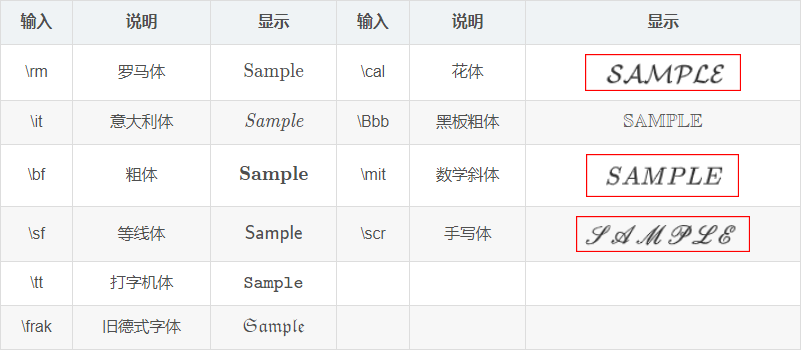 输入 说明 显示 输入 说明 显示
\rm 罗马体 Sample \cal 花体 SAMPLE
\it 意大利体 Sample \Bbb 黑板粗体 SAMPLE
\bf 粗体 Sample \mit 数学斜体 SAMPLE
\sf 等线体 Sample \scr 手写体 SAMPLE
\tt 打字机体 Sample
\frak 旧德式字体 Sample